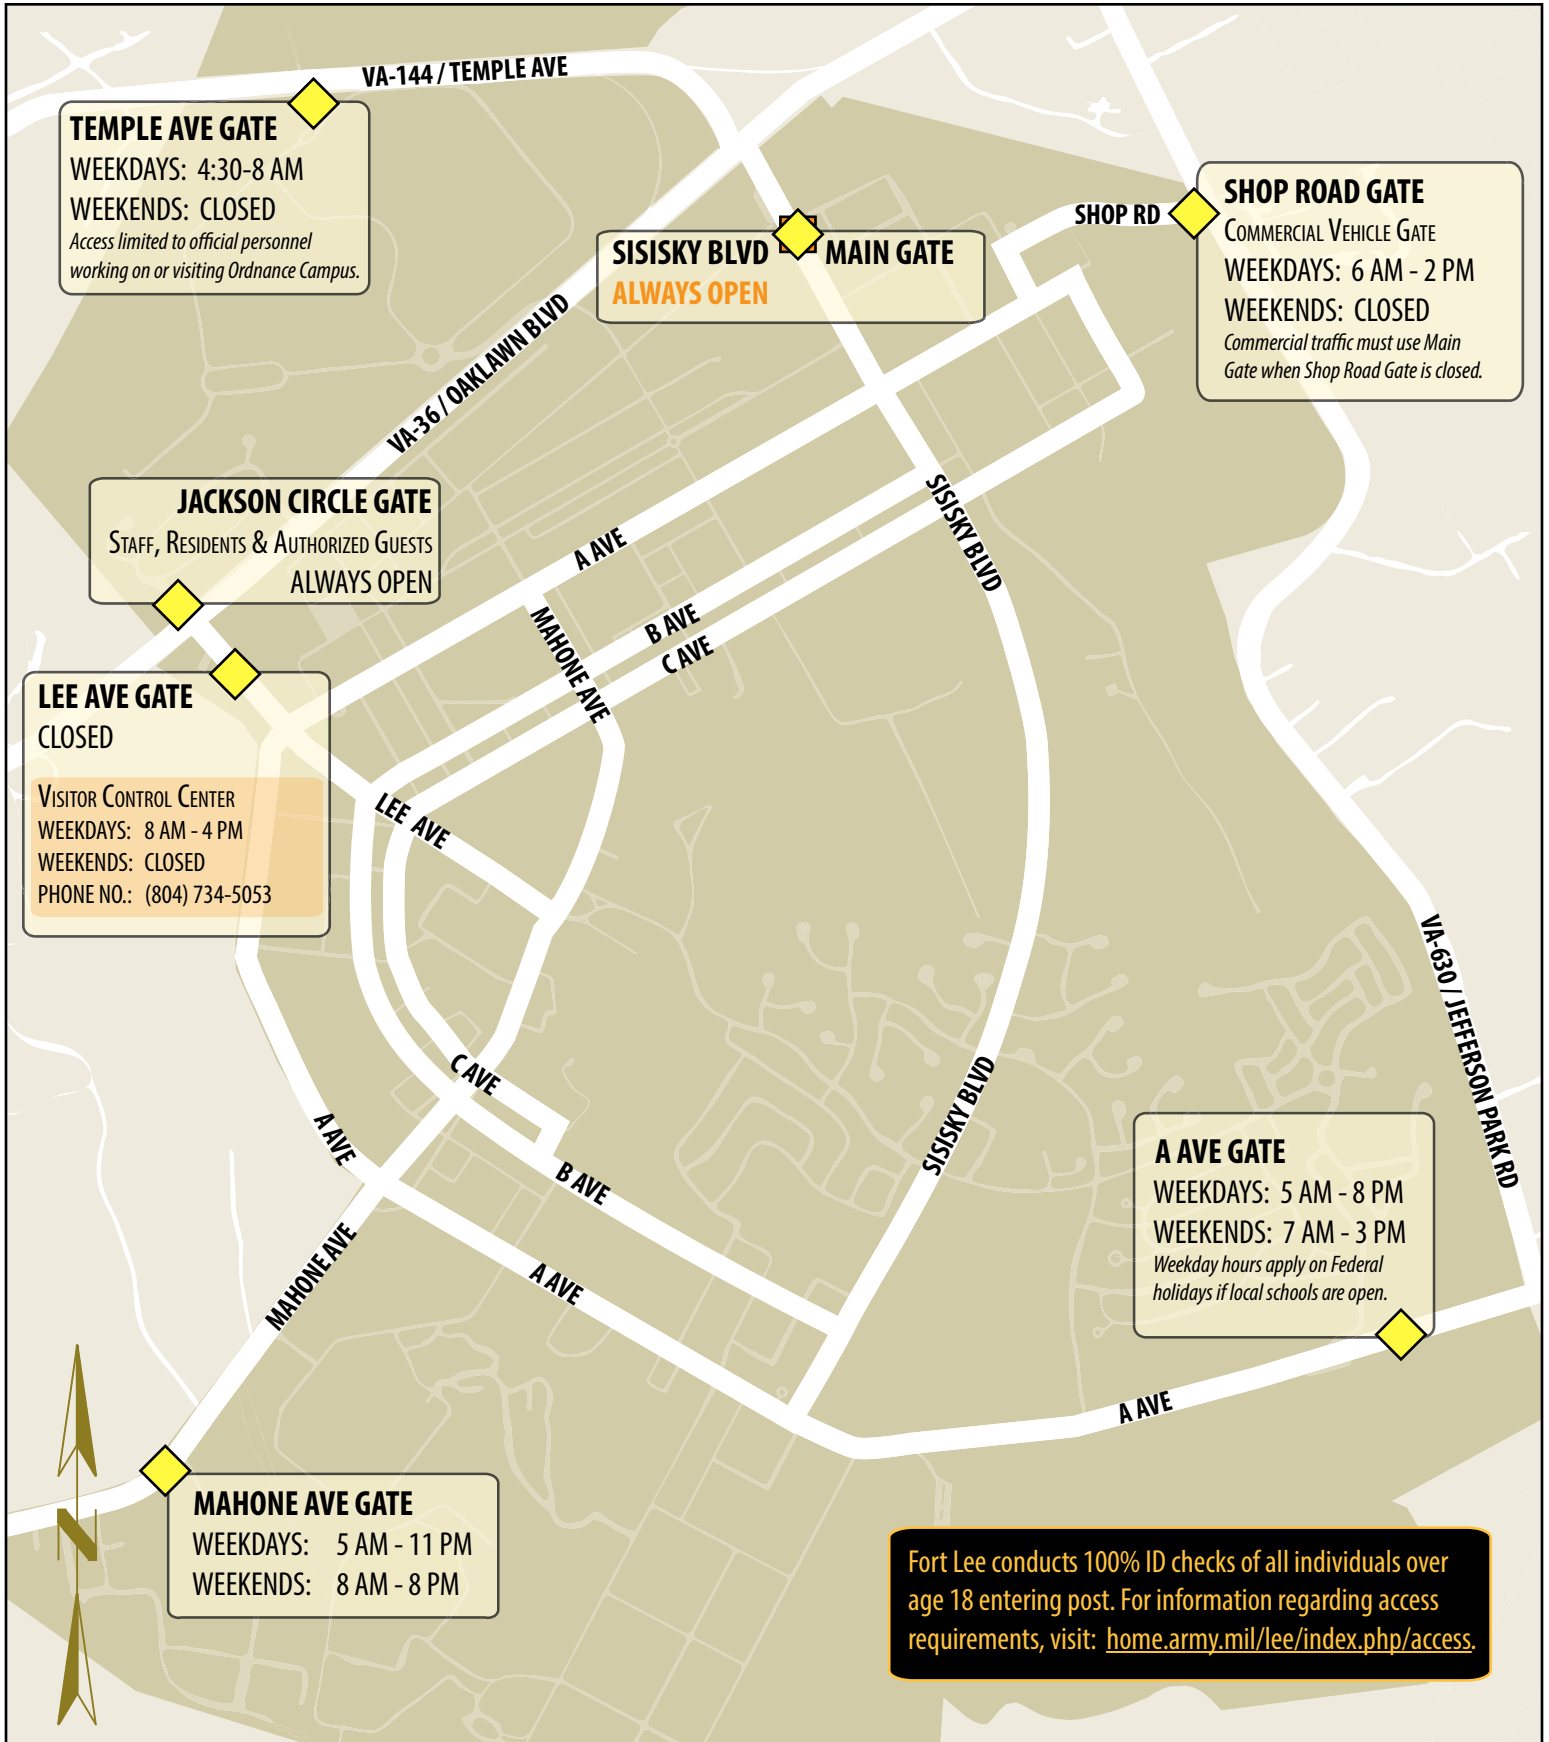 VA-144 / TEMPLE AVE
TEMPLE AVE GATE
WEEKDAYS: 4:30-8 AM
WEEKENDS: CLOSED
Access limited to official personnel
working on or visiting Ordnance Campus.
SHOP RD
SHOP ROAD GATE
COMMERCIAL VEHICLE GATE
WEEKDAYS: 6 AM - 2 PM
WEEKENDS: CLOSED
Commercial traffic must use Main
Gate when Shop Road Gate is closed.
SISISKY BLVD MAIN GATE
ALWAYS OPEN
VA-36 / OAKLAWN BLVD
JACKSON CIRCLE GATE
STAFF, RESIDENTS & AUTHORIZED GUESTS
ALWAYS OPEN
A AVE
SISISKY BLVD
B AVE
C AVE
MAHONE AVE
LEE AVE GATE
CLOSED
VISITOR CONTROL CENTER
WEEKDAYS: 8 AM - 4 PM
WEEKENDS: CLOSED
PHONE NO.: (804) 734-5053
LEE AVE
VA-630 / JEFFERSON PARK RD
C AVE
A AVE
B AVE
SISISKY BLVD
A AVE GATE
WEEKDAYS: 5 AM - 8 PM
WEEKENDS: 7 AM - 3 PM
Weekday hours apply on Federal
holidays if local schools are open.
MAHONE AVE
A AVE
A AVE
N
MAHONE AVE GATE
WEEKDAYS: 5 AM - 11 PM
WEEKENDS: 8 AM - 8 PM
Fort Lee conducts 100% ID checks of all individuals over
age 18 entering post. For information regarding access
requirements, visit: home.army.mil/lee/index.php/access.